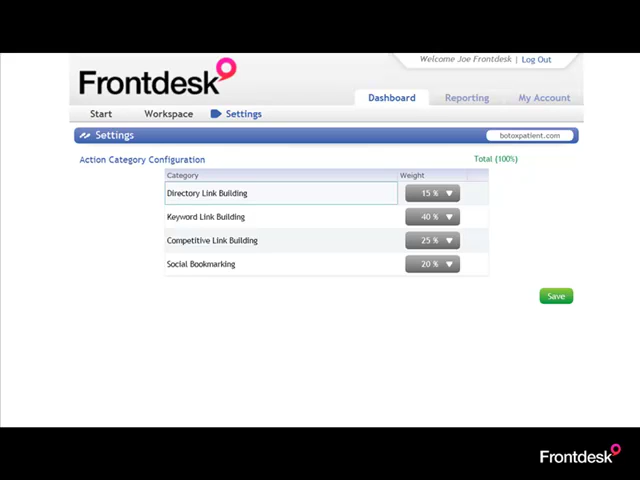 Welcome Joe Frontdesk | Log Out
Frontdesk
Dashboard Reporting My Account
Start Workspace Settings
Settings botoxpatient.com
Action Category Configuration Total (100%)
Category Weight
Directory Link Building 15 %
Keyword Link Building 40 %
Competitive Link Building 25 %
Social Bookmarking 20 %
Save
Frontdesk